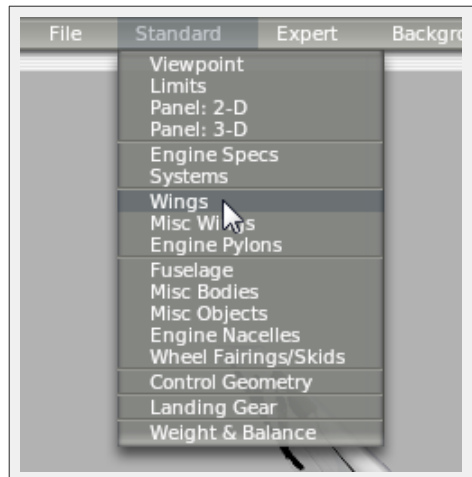 File Standard Expert Backgro
Viewpoint
Limits
Panel: 2-D
Panel: 3-D
Engine Specs
Systems
Wings
Misc Wings
Engine Pylons
Fuselage
Misc Bodies
Misc Objects
Engine Nacelles
Wheel Fairings/Skids
Control Geometry
Landing Gear
Weight & Balance